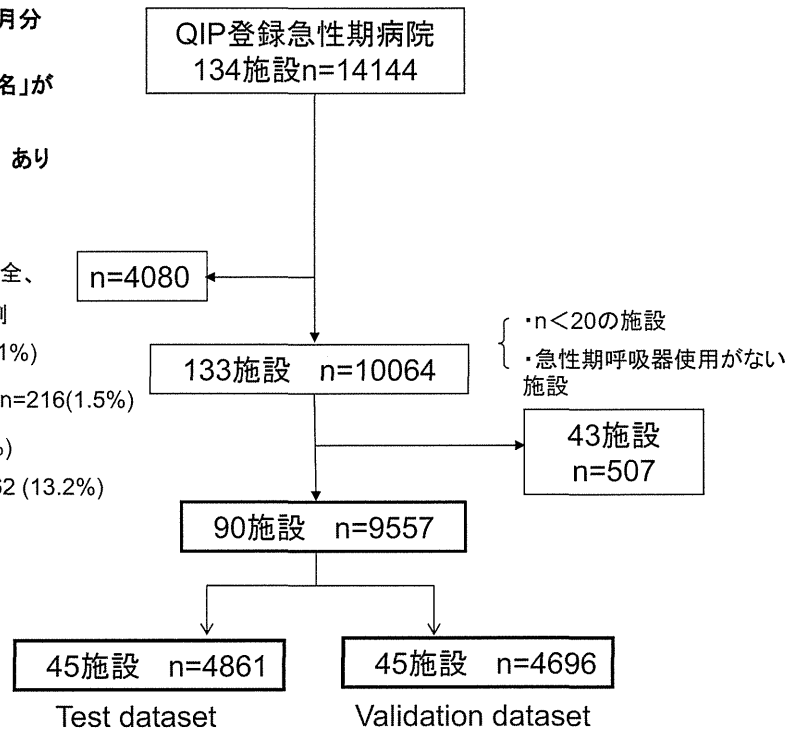 月分
名」が
あり
QIP登録急性期病院
134施設n=14144
全、
n=4080
1%)
n=216(1.5%)
%)
62 (13.2%)
133施設 n=10064
・n<20の施設
・急性期呼吸器使用がない
施設
43施設
n=507
90施設 n=9557
45施設 n=4861
45施設 n=4696
Test dataset
Validation dataset